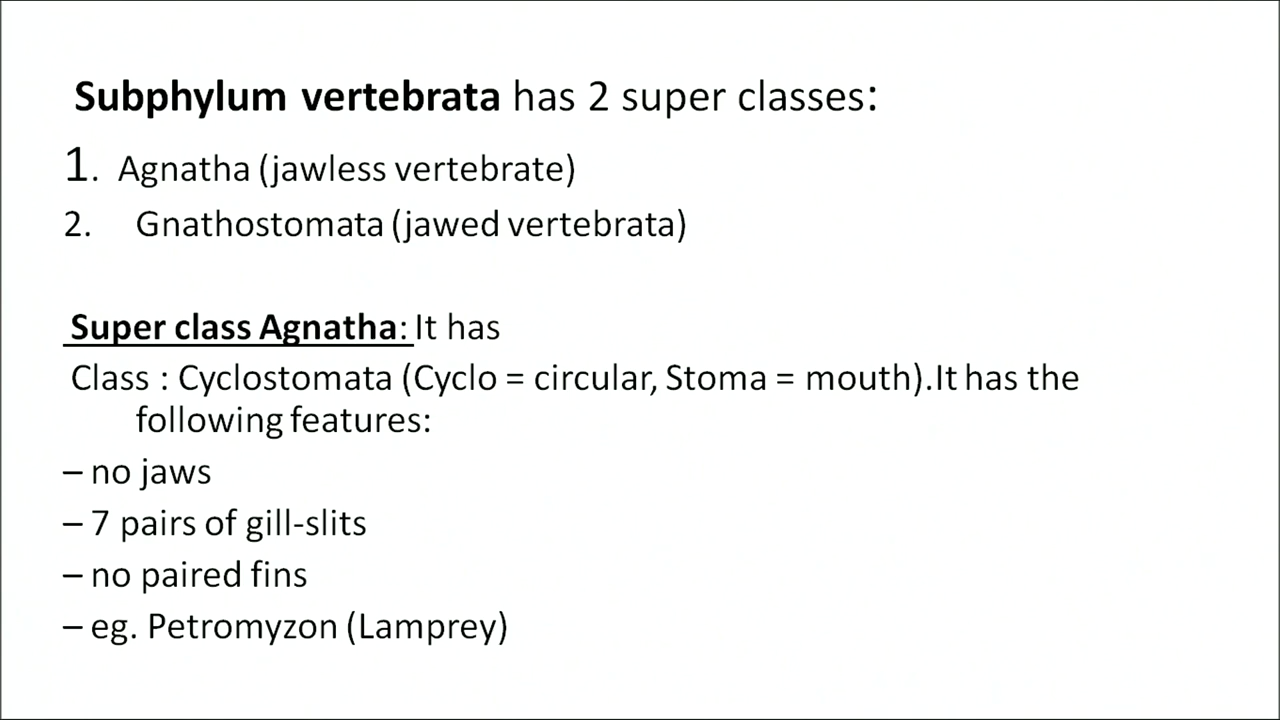 Subphylum vertebrata has 2 super classes:
1. Agnatha (jawless vertebrate)
2. Gnathostomata (jawed vertebrata)
Super class Agnatha: It has
Class : Cyclostomata (Cyclo = circular, Stoma = mouth).It has the
following features:
– no jaws
– 7 pairs of gill-slits
– no paired fins
– eg. Petromyzon (Lamprey)